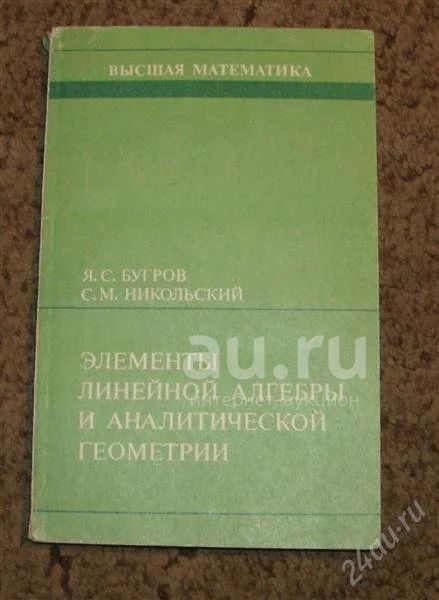 ВЫСШАЯ МАТЕМАТИКА
Я. С. БУГРОВ
С. М. НИКОЛЬСКИЙ
ЭЛЕМЕНТЫ
ЛИНЕЙНОЙ АЛГЕБРЫ
И АНАЛИТИЧЕСКОЙ
ГЕОМЕТРИИ
au.ru
интернет-аукцион
24au.ru